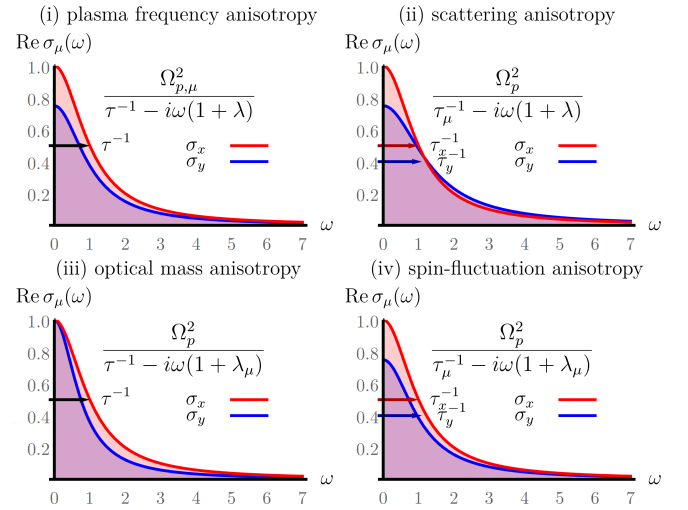 (i) plasma frequency anisotropy
Re σ_μ(ω)
1.0
0.8
0.6
0.4
0.2
Ω²_{p,μ}
τ⁻¹ − iω(1 + λ)
τ⁻¹
σ_x
σ_y
0 1 2 3 4 5 6 7
ω
(ii) scattering anisotropy
Re σ_μ(ω)
1.0
0.8
0.6
0.4
0.2
Ω²_p
τ_μ⁻¹ − iω(1 + λ)
τ_x⁻¹
τ_y⁻¹
σ_x
σ_y
0 1 2 3 4 5 6 7
ω
(iii) optical mass anisotropy
Re σ_μ(ω)
1.0
0.8
0.6
0.4
0.2
Ω²_p
τ⁻¹ − iω(1 + λ_μ)
τ⁻¹
σ_x
σ_y
0 1 2 3 4 5 6 7
ω
(iv) spin-fluctuation anisotropy
Re σ_μ(ω)
1.0
0.8
0.6
0.4
0.2
Ω²_p
τ_μ⁻¹ − iω(1 + λ_μ)
τ_x⁻¹
τ_y⁻¹
σ_x
σ_y
0 1 2 3 4 5 6 7
ω